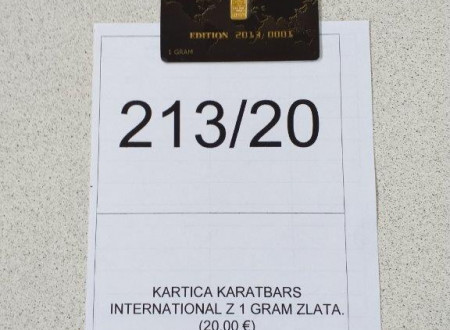 EDITION 2014/0001
1 GRAM
213/20
KARTICA KARATBARS
INTERNATIONAL Z 1 GRAM ZLATA.
(20,00 €)